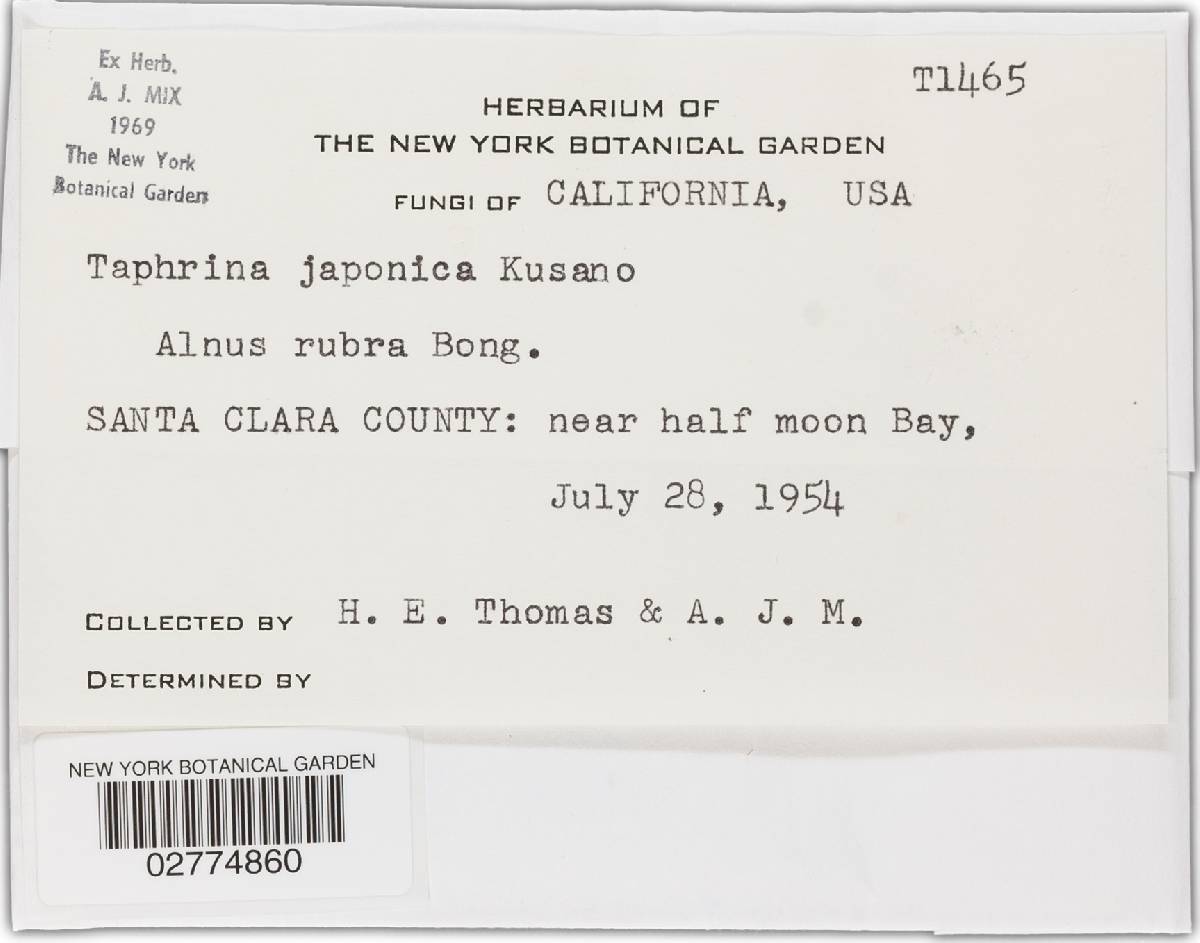 Ex Herb.
A. J. MIX
1969
The New York
Botanical Garden
T1465
HERBARIUM OF
THE NEW YORK BOTANICAL GARDEN
FUNGI OF CALIFORNIA, USA
Taphrina japonica Kusano
Alnus rubra Bong.
SANTA CLARA COUNTY: near half moon Bay,
July 28, 1954
COLLECTED BY H. E. Thomas & A. J. M.
DETERMINED BY
NEW YORK BOTANICAL GARDEN
02774860